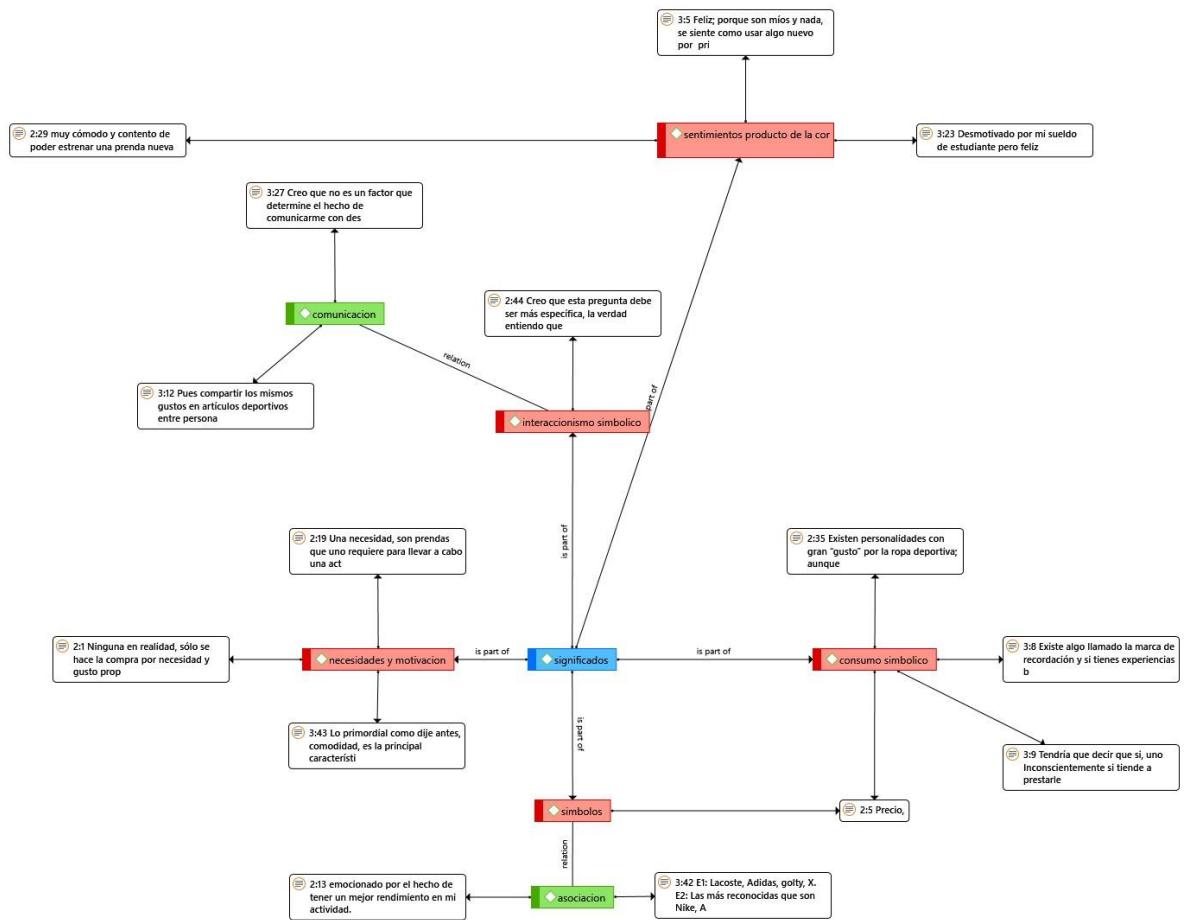 3:5 Feliz; porque son míos y nada,
se siente como usar algo nuevo
por pri
2:29 muy cómodo y contento de
poder estrenar una prenda nueva
sentimientos producto de la cor
3:23 Desmotivado por mi sueldo
de estudiante pero feliz
3:27 Creo que no es un factor que
determine el hecho de
comunicarme con des
2:44 Creo que esta pregunta debe
ser más específica, la verdad
entiendo que
comunicacion
relation
part of
3:12 Pues compartir los mismos
gustos en artículos deportivos
entre persona
interaccionismo simbolico
2:19 Una necesidad, son prendas
que uno requiere para llevar a cabo
una act
is part of
2:35 Existen personalidades con
gran "gusto" por la ropa deportiva;
aunque
2:1 Ninguna en realidad, sólo se
hace la compra por necesidad y
gusto prop
necesidades y motivacion
is part of
significados
is part of
consumo simbolico
3:8 Existe algo llamado la marca de
recordación y si tienes experiencias
b
3:43 Lo primordial como dije antes,
comodidad, es la principal
característi
is part of
3:9 Tendría que decir que si, uno
Inconscientemente si tiende a
prestarle
simbolos
2:5 Precio,
relation
2:13 emocionado por el hecho de
tener un mejor rendimiento en mi
actividad.
asociacion
3:42 E1: Lacoste, Adidas, golty, X.
E2: Las más reconocidas que son
Nike, A